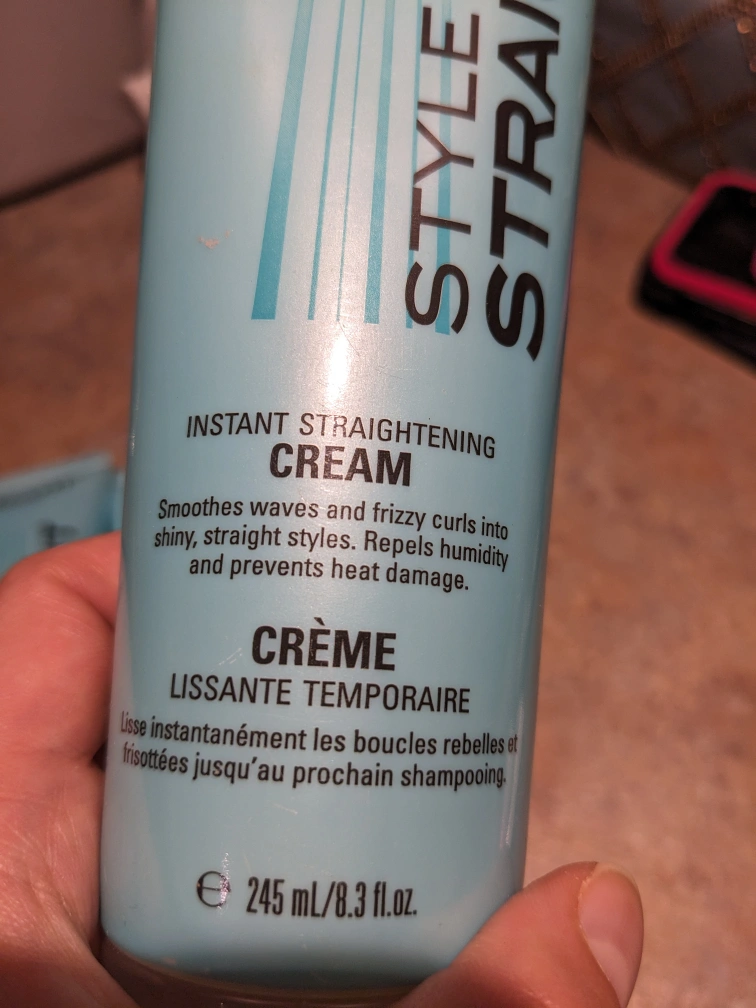 STYLE
INSTANT STRAIGHTENING
CREAM
Smoothes waves and frizzy curls into
shiny, straight styles. Repels humidity
and prevents heat damage.
CRÈME
LISSANTE TEMPORAIRE
Lisse instantanément les boucles rebelles et
frisottées jusqu'au prochain shampooing.
℮ 245 mL/8.3 fl.oz.